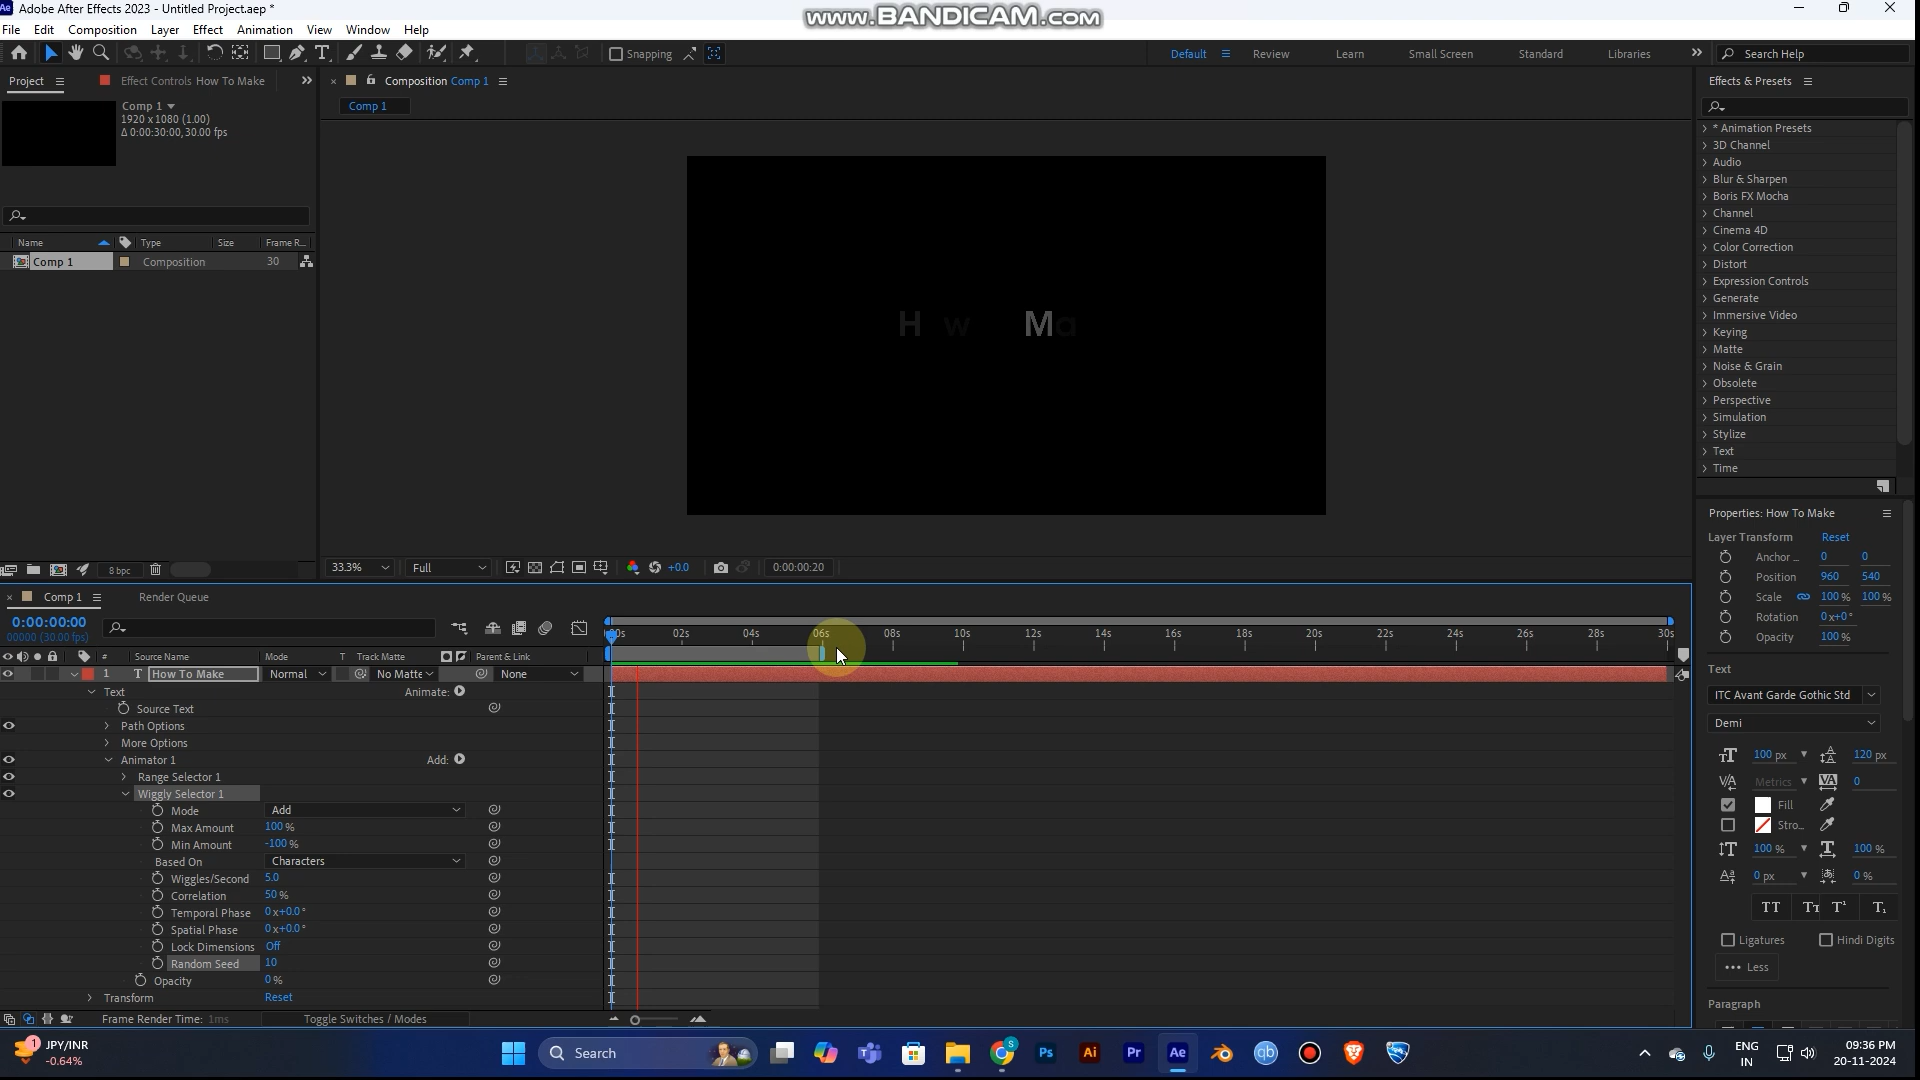 Adobe After Effects 2023 - Untitled Project.aep *
www.BANDICAM.com
File Edit Composition Layer Effect Animation View Window Help
Snapping
Default Review Learn Small Screen Standard Libraries Search Help
Project Effect Controls How To Make
Composition Comp 1
Effects & Presets
Comp 1
1920 x 1080 (1.00)
Δ 0:00:30:00, 30.00 fps
Comp 1
* Animation Presets
3D Channel
Audio
Blur & Sharpen
Boris FX Mocha
Channel
Cinema 4D
Color Correction
Distort
Expression Controls
Generate
Immersive Video
Keying
Matte
Noise & Grain
Obsolete
Perspective
Simulation
Stylize
Text
Time
Name Type Size Frame R...
Comp 1 Composition 30
H w Ma
8 bpc
33.3% Full +0.0 0:00:00:20
Properties: How To Make
Layer Transform Reset
Anchor ... 0 0
Position 960 540
Scale 100 % 100 %
Rotation 0x+0°
Opacity 100 %
Text
ITC Avant Garde Gothic Std
Demi
100 px 120 px
Metrics 0
Fill
Stro...
100 % 100 %
0 px 0 %
TT Tт T¹ T₁
Ligatures Hindi Digits
••• Less
Paragraph
Comp 1 Render Queue
0:00:00:00
00000 (30.00 fps)
:00s 02s 04s 06s 08s 10s 12s 14s 16s 18s 20s 22s 24s 26s 28s 30s
# Source Name Mode T Track Matte Parent & Link
1 T How To Make Normal No Matte None
Text Animate:
Source Text
Path Options
More Options
Animator 1 Add:
Range Selector 1
Wiggly Selector 1
Mode Add
Max Amount 100 %
Min Amount -100 %
Based On Characters
Wiggles/Second 5.0
Correlation 50 %
Temporal Phase 0x+0.0°
Spatial Phase 0x+0.0°
Lock Dimensions Off
Random Seed 10
Opacity 0 %
Transform Reset
Frame Render Time: 1ms Toggle Switches / Modes
1 JPY/INR
-0.64%
Search
Ps Ai Pr Ae qb
ENG
IN
09:36 PM
20-11-2024